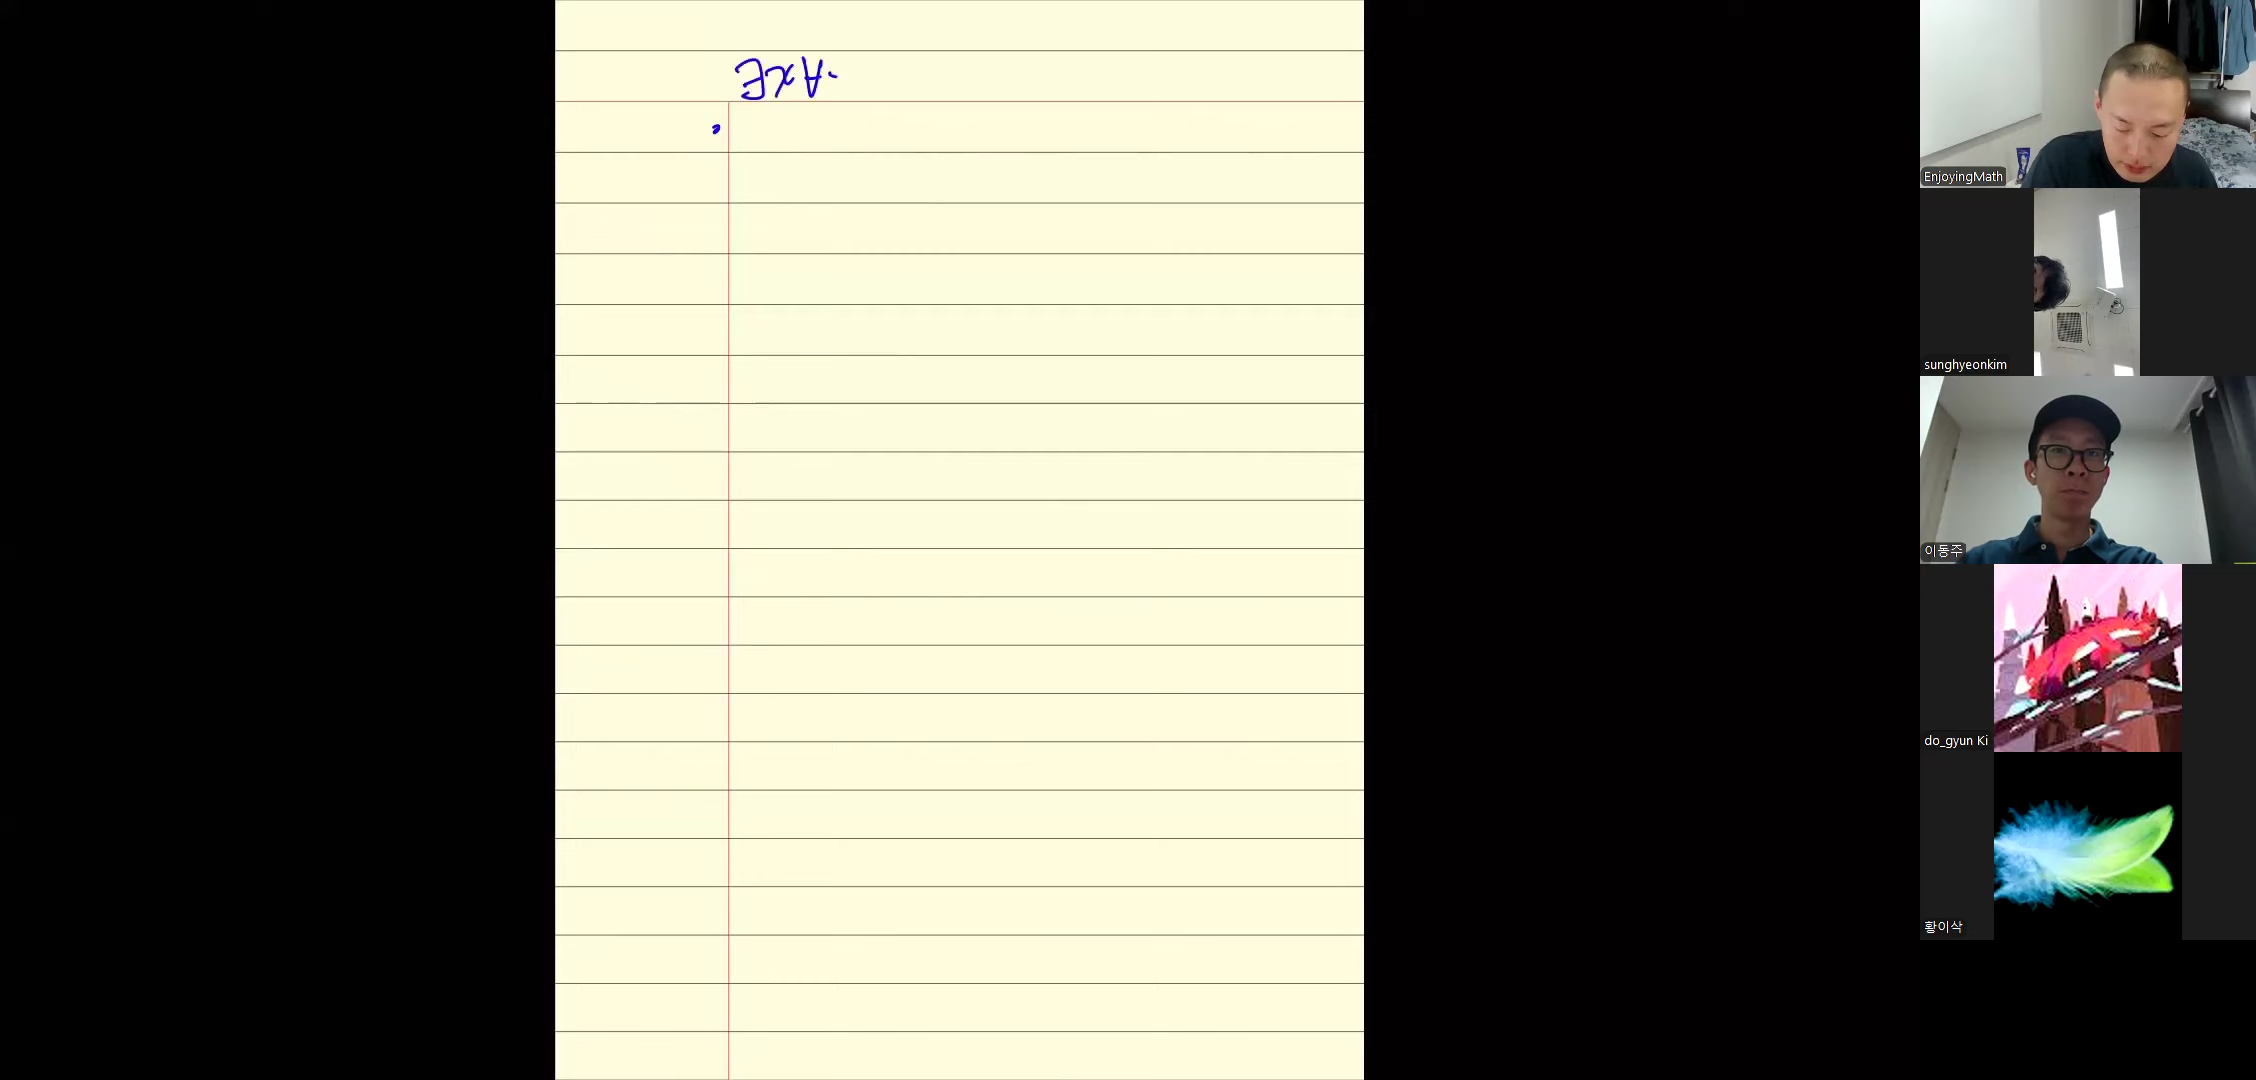 ∃x∀
EnjoyingMath
sunghyeonkim
이동주
do_gyun Ki
황이삭